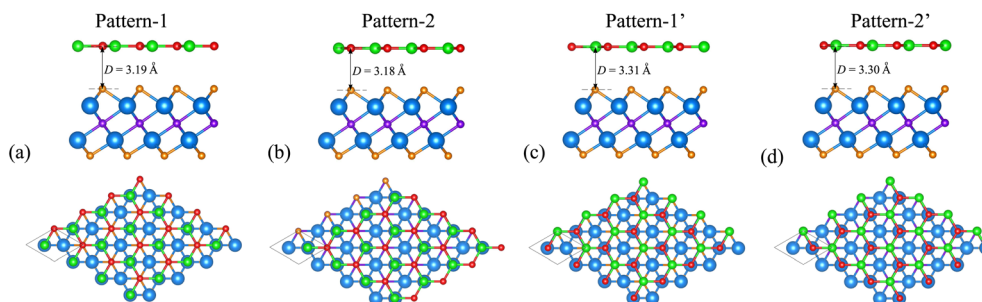 Pattern-1
Pattern-2
Pattern-1’
Pattern-2’
D = 3.19 Å
D = 3.18 Å
D = 3.31 Å
D = 3.30 Å
(a)
(b)
(c)
(d)